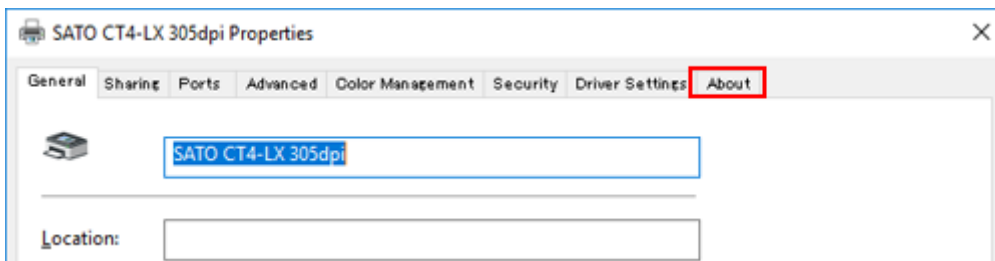 SATO CT4-LX 305dpi Properties
General Sharing Ports Advanced Color Management Security Driver Settings About
SATO CT4-LX 305dpi
Location: